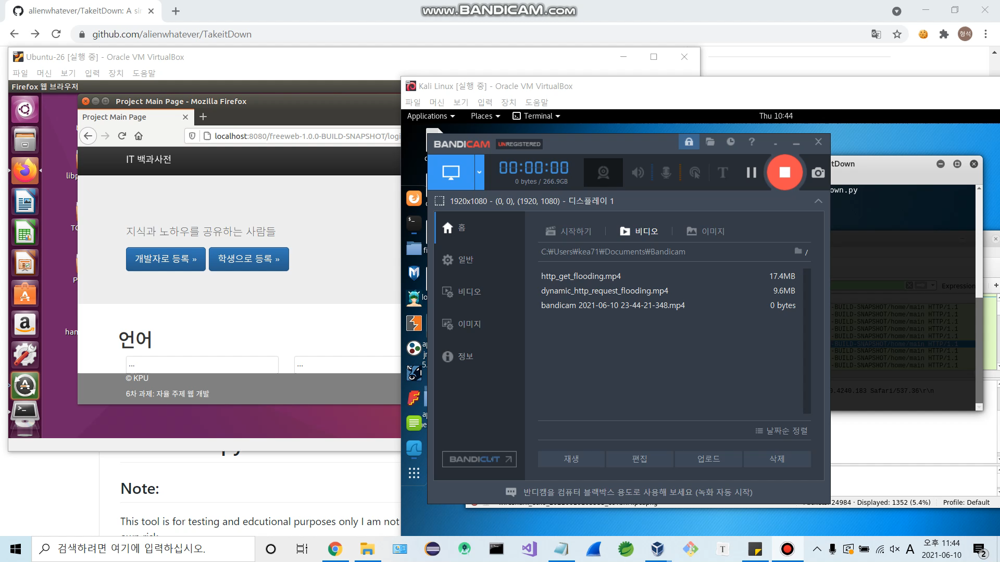 alienwhatever/TakeitDown: A si
www.BANDICAM.com
github.com/alienwhatever/TakeitDown
형석
Ubuntu-26 [실행 중] - Oracle VM VirtualBox
파일 머신 보기 입력 장치 도움말
Firefox 웹 브라우저
Project Main Page - Mozilla Firefox
Project Main Page
localhost:8080/freeweb-1.0.0-BUILD-SNAPSHOT/logi
IT 백과사전
지식과 노하우를 공유하는 사람들
개발자로 등록 »
학생으로 등록 »
언어
...
...
© KPU
6차 과제: 자율 주제 웹 개발
Kali Linux [실행 중] - Oracle VM VirtualBox
파일 머신 보기 입력 장치 도움말
Applications Places Terminal Thu 10:44
BANDICAM UNREGISTERED
00:00:00
0 bytes / 266.9GB
1920x1080 - (0, 0), (1920, 1080) - 디스플레이 1
홈
일반
비디오
이미지
정보
시작하기 비디오 이미지
C:₩Users₩kea71₩Documents₩Bandicam /
http_get_flooding.mp4 17.4MB
dynamic_http_request_flooding.mp4 9.6MB
bandicam 2021-06-10 23-44-21-348.mp4 0 bytes
날짜순 정렬
BANDICUT
재생 편집 업로드 삭제
반디캠을 컴퓨터 블랙박스 용도로 사용해 보세요 (녹화 자동 시작)
tDown
own.py
Expression
-BUILD-SNAPSHOT/home/main HTTP/1.1
-BUILD-SNAPSHOT/home/main HTTP/1.1
-BUILD-SNAPSHOT/home/main HTTP/1.1
-BUILD-SNAPSHOT/home/main HTTP/1.1
-BUILD-SNAPSHOT/home/main HTTP/1.1
-BUILD-SNAPSHOT/home/main HTTP/1.1
-BUILD-SNAPSHOT/home/main HTTP/1.1
-BUILD-SNAPSHOT/home/main HTTP/1.1
-BUILD-SNAPSHOT/home/main HTTP/1.1
0.4240.183 Safari/537.36\r\n
24984 · Displayed: 1352 (5.4%) Profile: Default
Note:
This tool is for testing and edcutional purposes only I am not
검색하려면 여기에 입력하십시오.
A
오후 11:44
2021-06-10
2